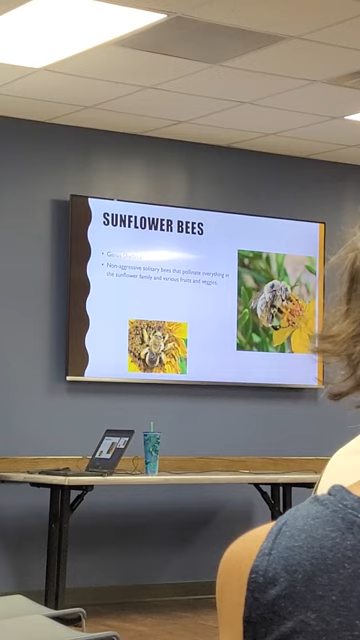 SUNFLOWER BEES
• Genus
• Non-aggressive solitary bees that pollinate everything in
the sunflower family and various fruits and veggies.